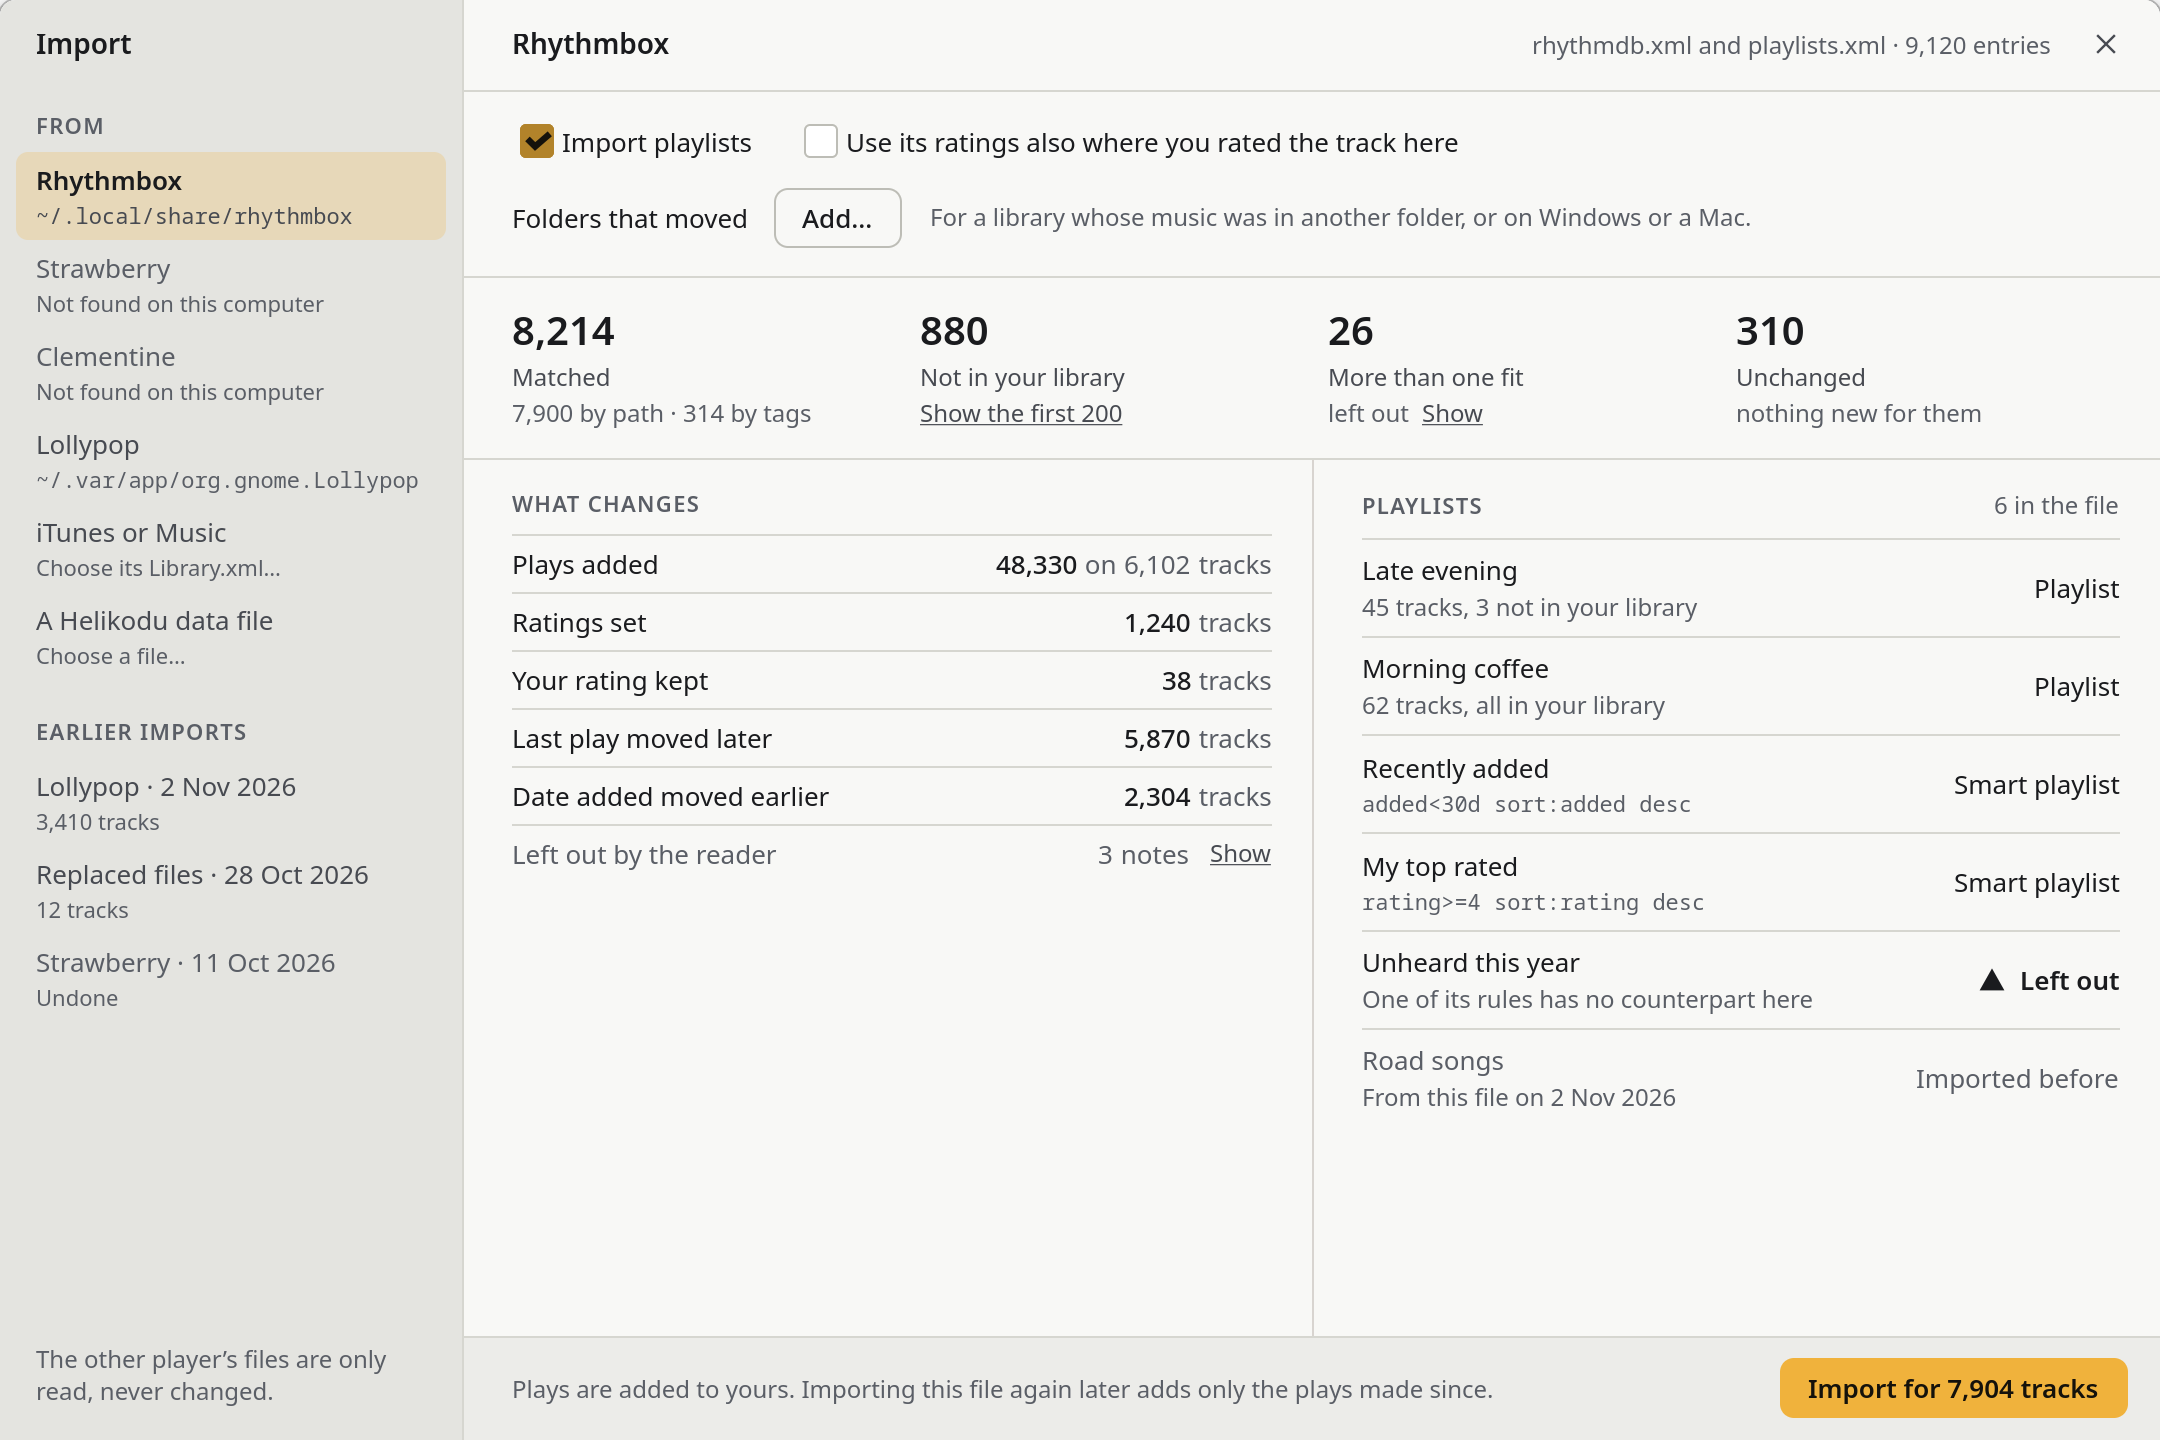 Import
FROM
Rhythmbox
~/.local/share/rhythmbox
Strawberry
Not found on this computer
Clementine
Not found on this computer
Lollypop
~/.var/app/org.gnome.Lollypop
iTunes or Music
Choose its Library.xml…
A Helikodu data file
Choose a file…
EARLIER IMPORTS
Lollypop · 2 Nov 2026
3,410 tracks
Replaced files · 28 Oct 2026
12 tracks
Strawberry · 11 Oct 2026
Undone
The other player’s files are only
read, never changed.
Rhythmbox
rhythmdb.xml and playlists.xml · 9,120 entries
Import playlists
Use its ratings also where you rated the track here
Folders that moved
Add…
For a library whose music was in another folder, or on Windows or a Mac.
8,214
Matched
7,900 by path · 314 by tags
880
Not in your library
Show the first 200
26
More than one fit
left out Show
310
Unchanged
nothing new for them
WHAT CHANGES
Plays added 48,330 on 6,102 tracks
Ratings set 1,240 tracks
Your rating kept 38 tracks
Last play moved later 5,870 tracks
Date added moved earlier 2,304 tracks
Left out by the reader 3 notes Show
PLAYLISTS 6 in the file
Late evening
45 tracks, 3 not in your library
Playlist
Morning coffee
62 tracks, all in your library
Playlist
Recently added
added<30d sort:added desc
Smart playlist
My top rated
rating>=4 sort:rating desc
Smart playlist
Unheard this year
One of its rules has no counterpart here
Left out
Road songs
From this file on 2 Nov 2026
Imported before
Plays are added to yours. Importing this file again later adds only the plays made since.
Import for 7,904 tracks